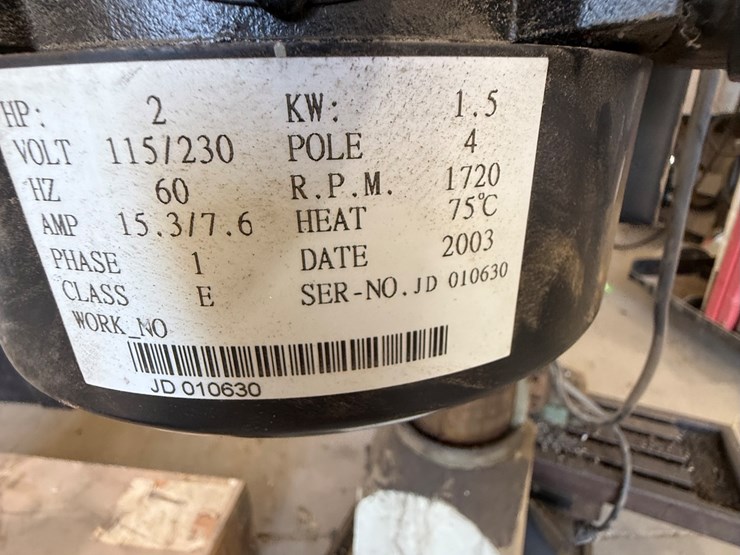 HP: 2 KW: 1.5
VOLT 115/230 POLE 4
HZ 60 R.P.M. 1720
AMP 15.3/7.6 HEAT 75℃
PHASE 1 DATE 2003
CLASS E SER-NO. JD 010630
WORK_NO
JD 010630